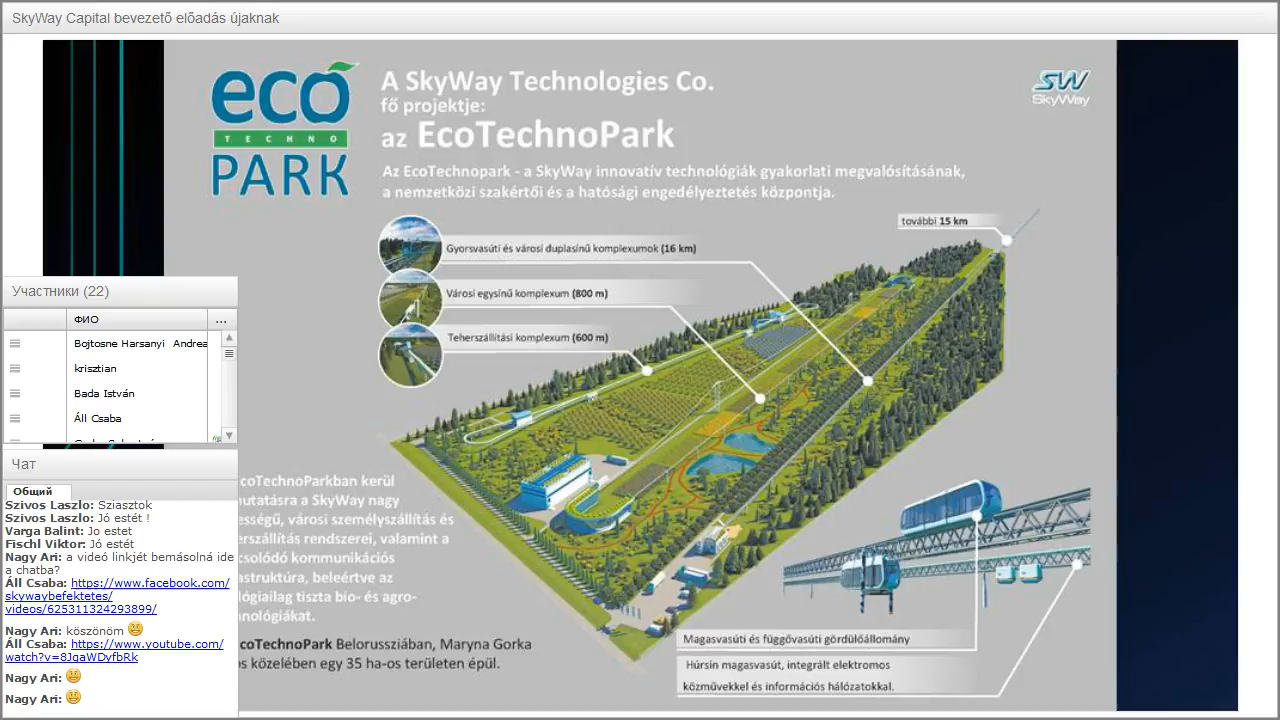 SkyWay Capital bevezető előadás újaknak
eco
TECHNO
PARK
A SkyWay Technologies Co.
fő projektje:
az EcoTechnoPark
SW
SkyWay
Az EcoTechnopark - a SkyWay innovatív technológiák gyakorlati megvalósításának,
a nemzetközi szakértői és a hatósági engedélyeztetés központja.
további 15 km
Gyorsvasúti és városi duplasínű komplexumok (16 km)
Városi egysínű komplexum (800 m)
Teherszállítási komplexum (600 m)
Участники (22)
ФИО
...
Bojtosne Harsanyi Andrea
krisztian
Bada István
Áll Csaba
Чат
Общий
Szivos Laszlo: Sziasztok
Szivos Laszlo: Jó estét !
Varga Balint: Jo estet
Fischl Viktor: Jó estét
Nagy Ari: a videó linkjét bemásolná ide
a chatba?
Áll Csaba: https://www.facebook.com/
skywaybefektetes/
videos/625311324293899/
Nagy Ari: köszönöm
Áll Csaba: https://www.youtube.com/
watch?v=8JgaWDyfbRk
Nagy Ari:
Nagy Ari:
coTechnoParkban kerül
mutatásra a SkyWay nagy
ességű, városi személyszállítás és
erszállítás rendszerei, valamint a
csolódó kommunikációs
astruktúra, beleértve az
lógiailag tiszta bio- és agro-
hnológiákat.
coTechnoPark Belorussziában, Maryna Gorka
os közelében egy 35 ha-os területen épül.
Magasvasúti és függővasúti gördülőállomány
Húrsín magasvasút, integrált elektromos
közművekkel és információs hálózatokkal.